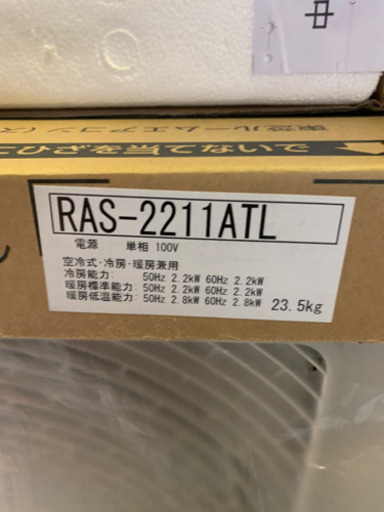 RAS-2211ATL
電源 単相 100V
空冷式・冷房・暖房兼用
冷房能力: 50Hz 2.2kW 60Hz 2.2kW
暖房標準能力: 50Hz 2.2kW 60Hz 2.2kW
暖房低温能力: 50Hz 2.8kW 60Hz 2.8kW 23.5kg